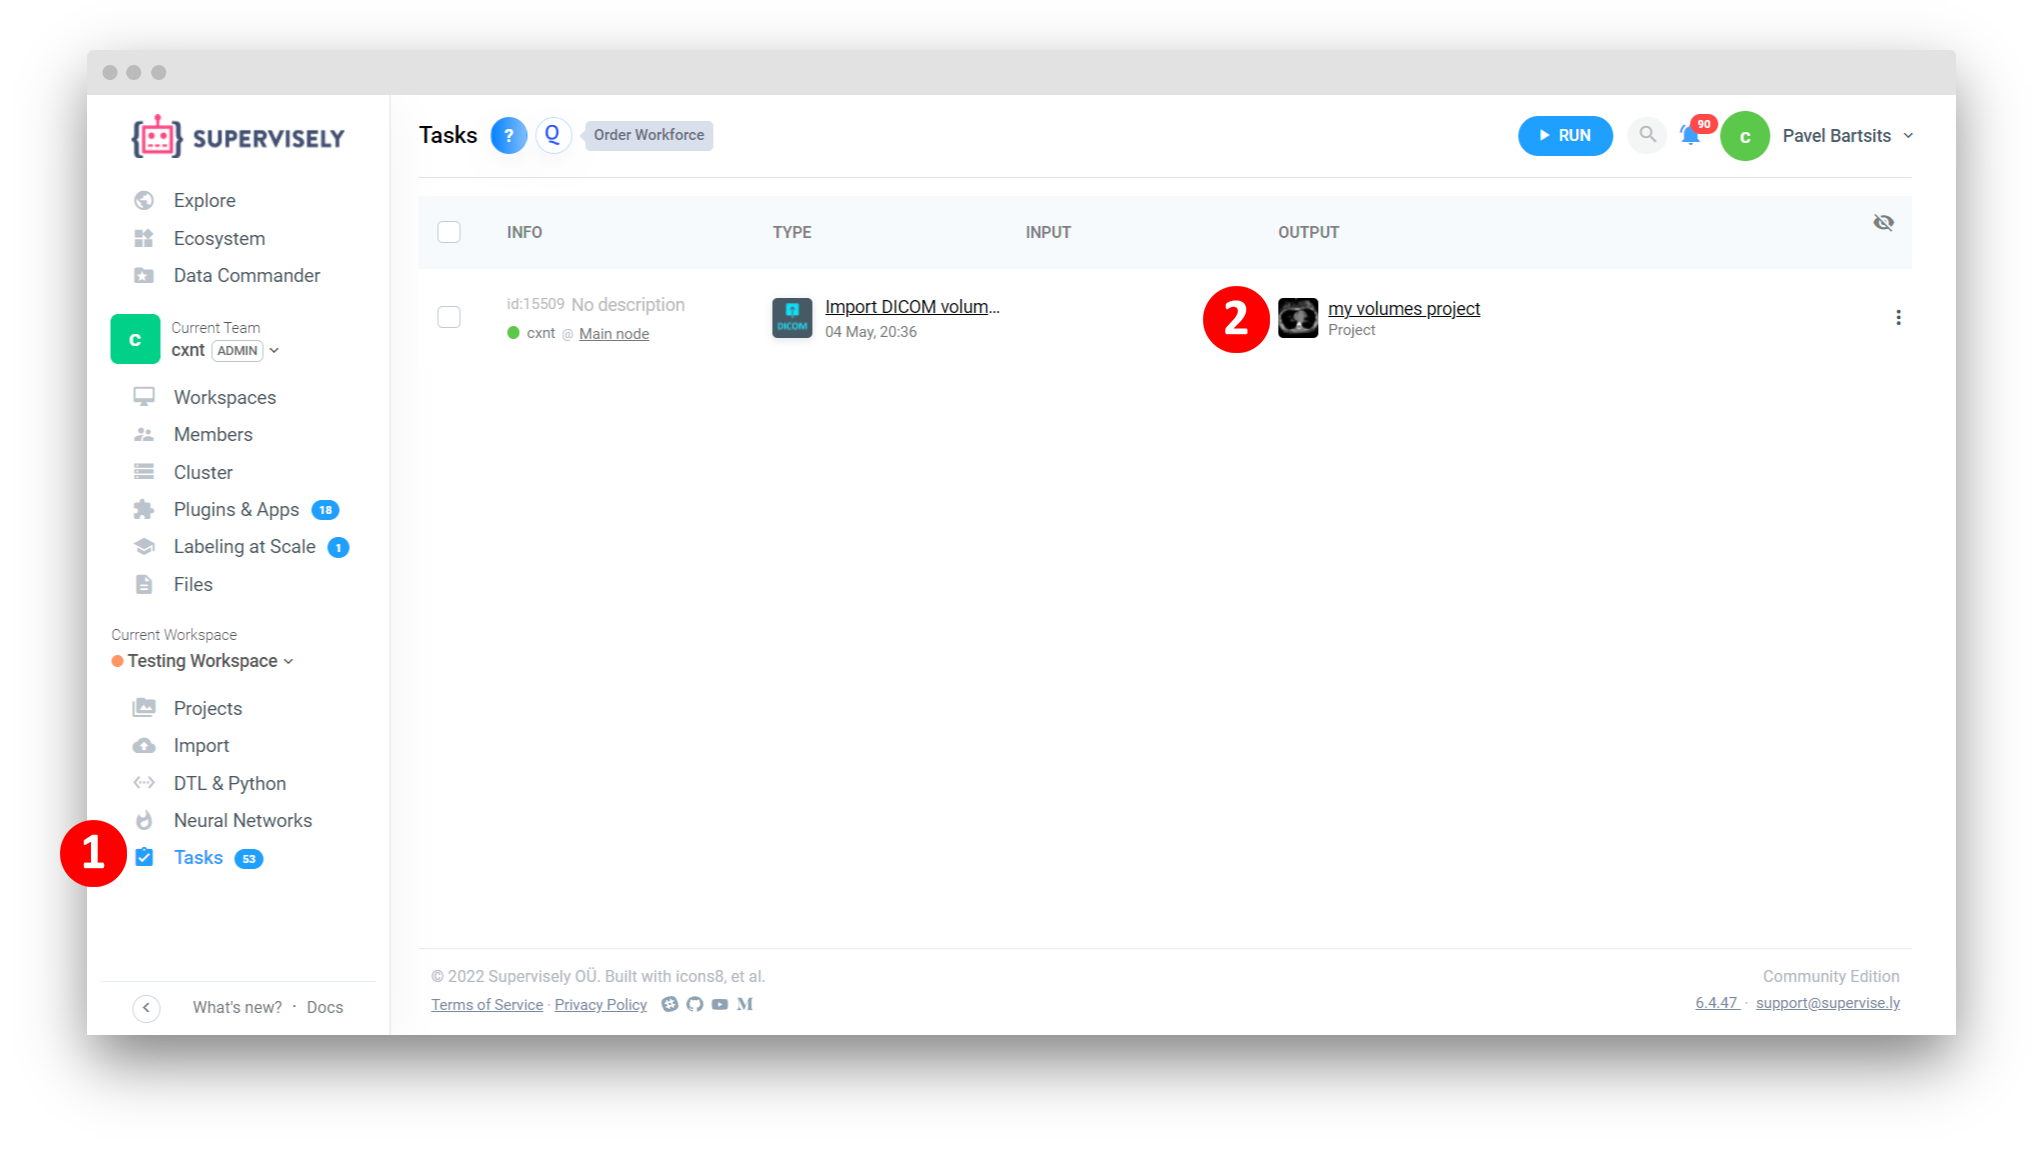 SUPERVISELY
Explore
Ecosystem
Data Commander
C
Current Team
cxnt ADMIN
Workspaces
Members
Cluster
Plugins & Apps 18
Labeling at Scale 1
Files
Current Workspace
Testing Workspace
Projects
Import
DTL & Python
Neural Networks
1 Tasks 53
What's new? · Docs
Tasks ? Q Order Workforce
RUN 90 C Pavel Bartsits
INFO TYPE INPUT OUTPUT
id:15509 No description
cxnt @ Main node
DICOM
Import DICOM volum...
04 May, 20:36
2
my volumes project
Project
© 2022 Supervisely OÜ. Built with icons8, et al.
Terms of Service · Privacy Policy M
Community Edition
6.4.47 · support@supervise.ly